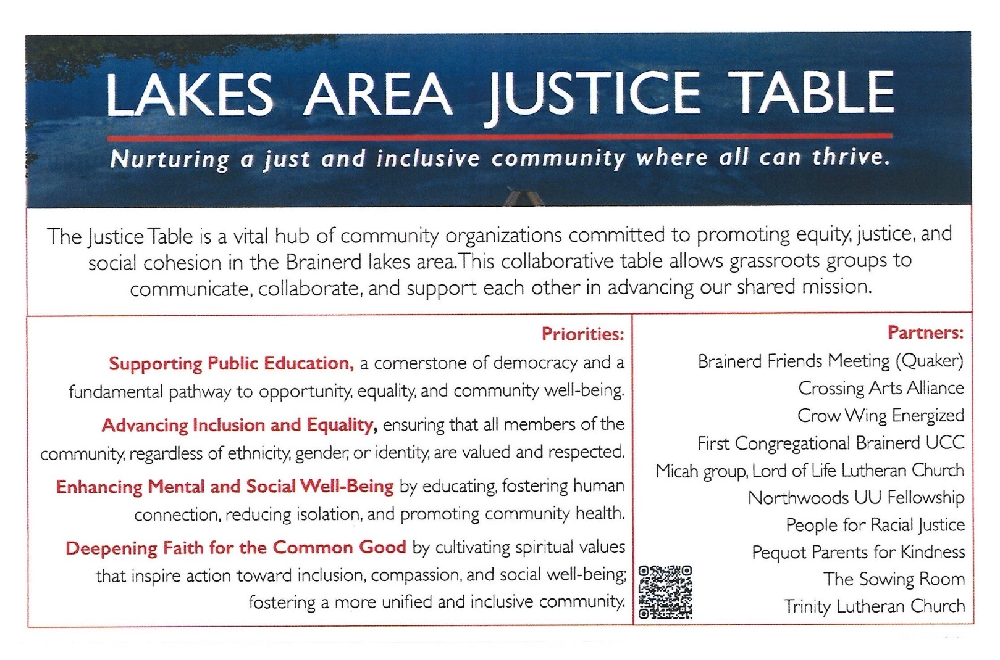 LAKES AREA JUSTICE TABLE
Nurturing a just and inclusive community where all can thrive.
The Justice Table is a vital hub of community organizations committed to promoting equity, justice, and
social cohesion in the Brainerd lakes area. This collaborative table allows grassroots groups to
communicate, collaborate, and support each other in advancing our shared mission.
Priorities:
Supporting Public Education, a cornerstone of democracy and a
fundamental pathway to opportunity, equality, and community well-being.
Advancing Inclusion and Equality, ensuring that all members of the
community, regardless of ethnicity, gender, or identity, are valued and respected.
Enhancing Mental and Social Well-Being by educating, fostering human
connection, reducing isolation, and promoting community health.
Deepening Faith for the Common Good by cultivating spiritual values
that inspire action toward inclusion, compassion, and social well-being;
fostering a more unified and inclusive community.
Partners:
Brainerd Friends Meeting (Quaker)
Crossing Arts Alliance
Crow Wing Energized
First Congregational Brainerd UCC
Micah group, Lord of Life Lutheran Church
Northwoods UU Fellowship
People for Racial Justice
Pequot Parents for Kindness
The Sowing Room
Trinity Lutheran Church